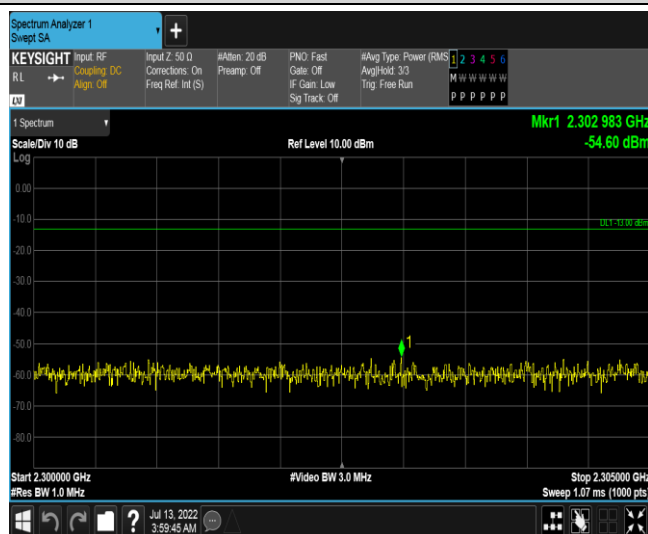 Spectrum Analyzer 1
Swept SA
+
KEYSIGHT Input: RF Input Z: 50 Ω #Atten: 20 dB PNO: Fast #Avg Type: Power (RMS 1 2 3 4 5 6
RL Coupling: DC Corrections: On Preamp: Off Gate: Off Avg|Hold: 3/3 M W W W W W
Align: Off Freq Ref: Int (S) IF Gain: Low Trig: Free Run
Sig Track: Off P P P P P P
LXI
1 Spectrum Mkr1 2.302 983 GHz
Scale/Div 10 dB Ref Level 10.00 dBm -54.60 dBm
Log
0.00
-10.0
DL1 -13.00 dBm
-20.0
-30.0
-40.0
-50.0
1
-60.0
-70.0
-80.0
Start 2.300000 GHz #Video BW 3.0 MHz Stop 2.305000 GHz
#Res BW 1.0 MHz Sweep 1.07 ms (1000 pts)
? Jul 13, 2022
3:59:45 AM